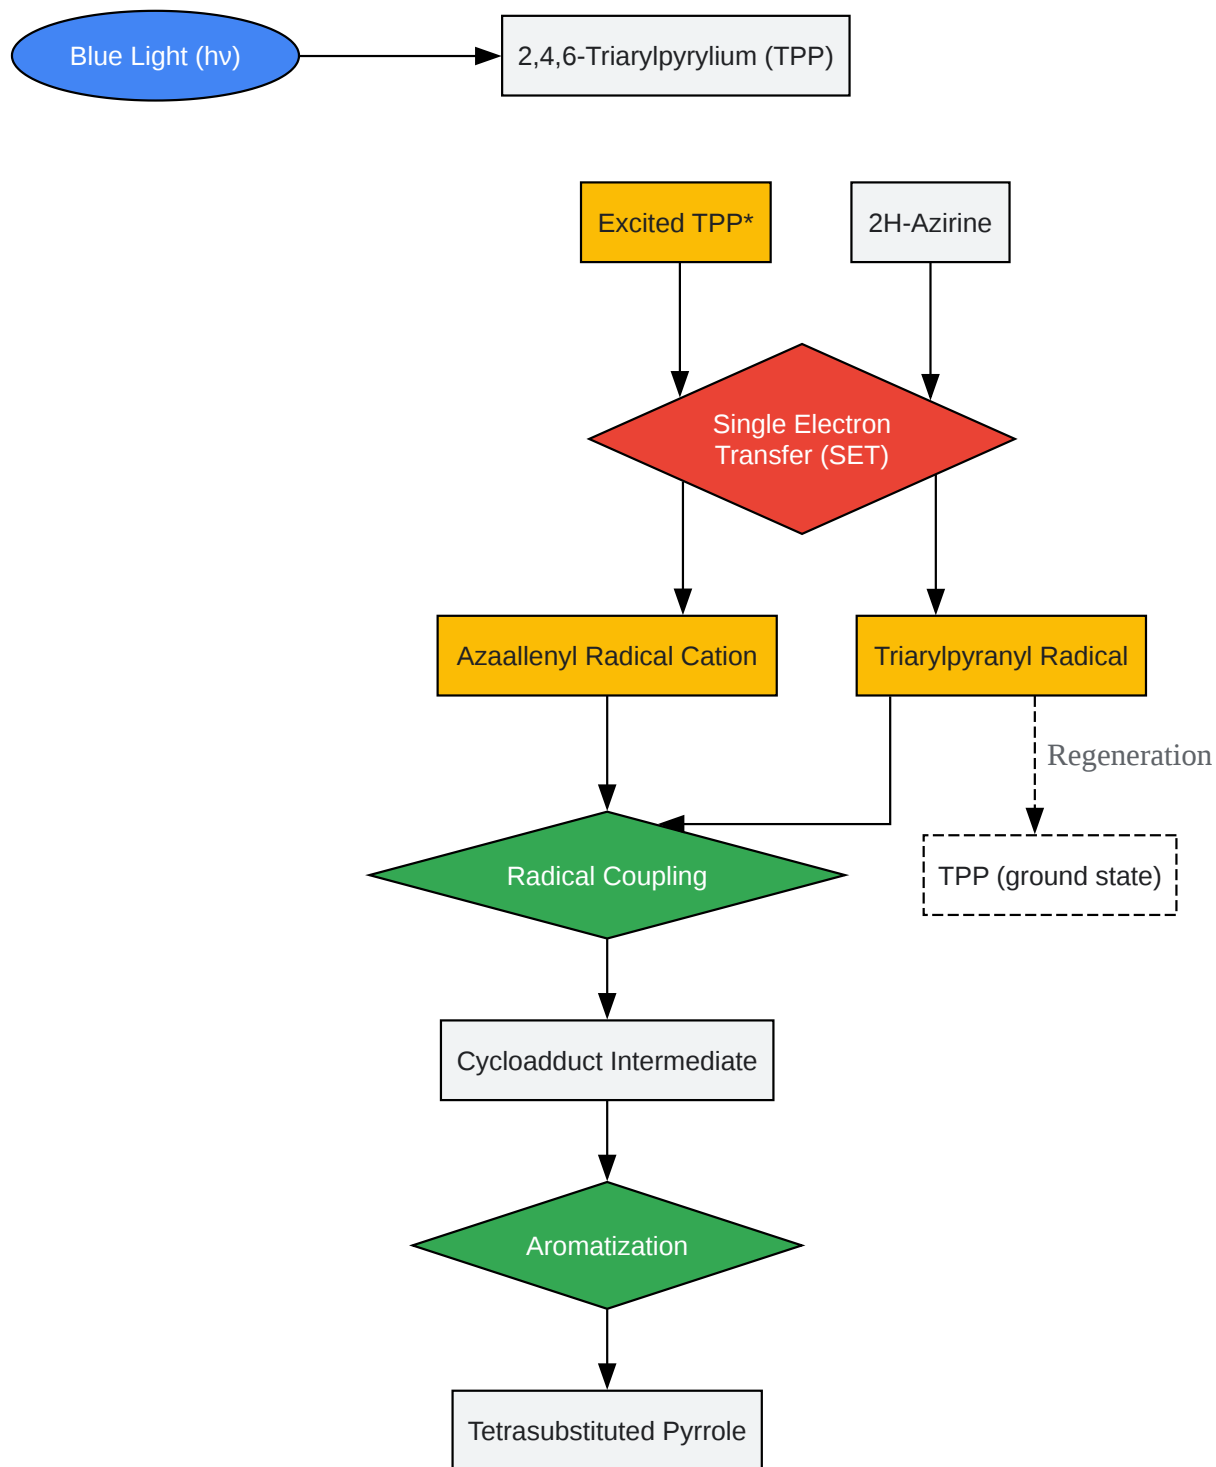 Blue Light (hν)
2,4,6-Triarylpyrylium (TPP)
Excited TPP*
2H-Azirine
Single Electron
Transfer (SET)
Azaallenyl Radical Cation
Triarylpyranyl Radical
Regeneration
Radical Coupling
TPP (ground state)
Cycloadduct Intermediate
Aromatization
Tetrasubstituted Pyrrole